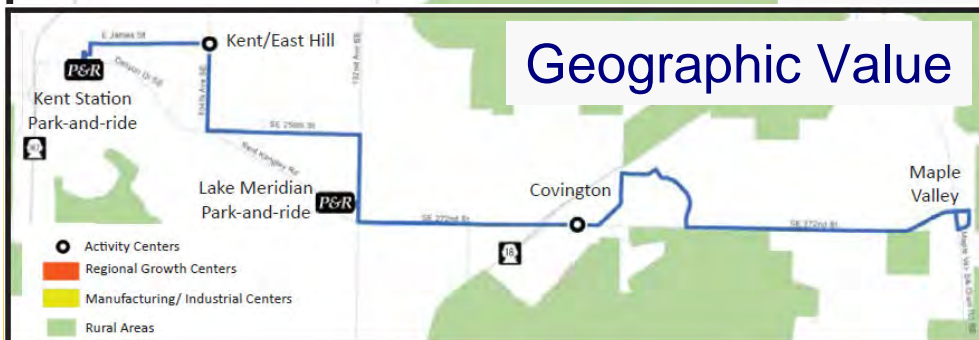 Geographic Value
E James St
Kent/East Hill
P&R
Kent Station
Park-and-ride
Canyon Dr SE
104th Ave SE
132nd Ave SE
SE 256th St
Kent Kangley Rd
Lake Meridian
Park-and-ride
P&R
Covington
Maple
Valley
SE 272nd St
SE 272nd St
18
Activity Centers
Regional Growth Centers
Manufacturing/ Industrial Centers
Rural Areas